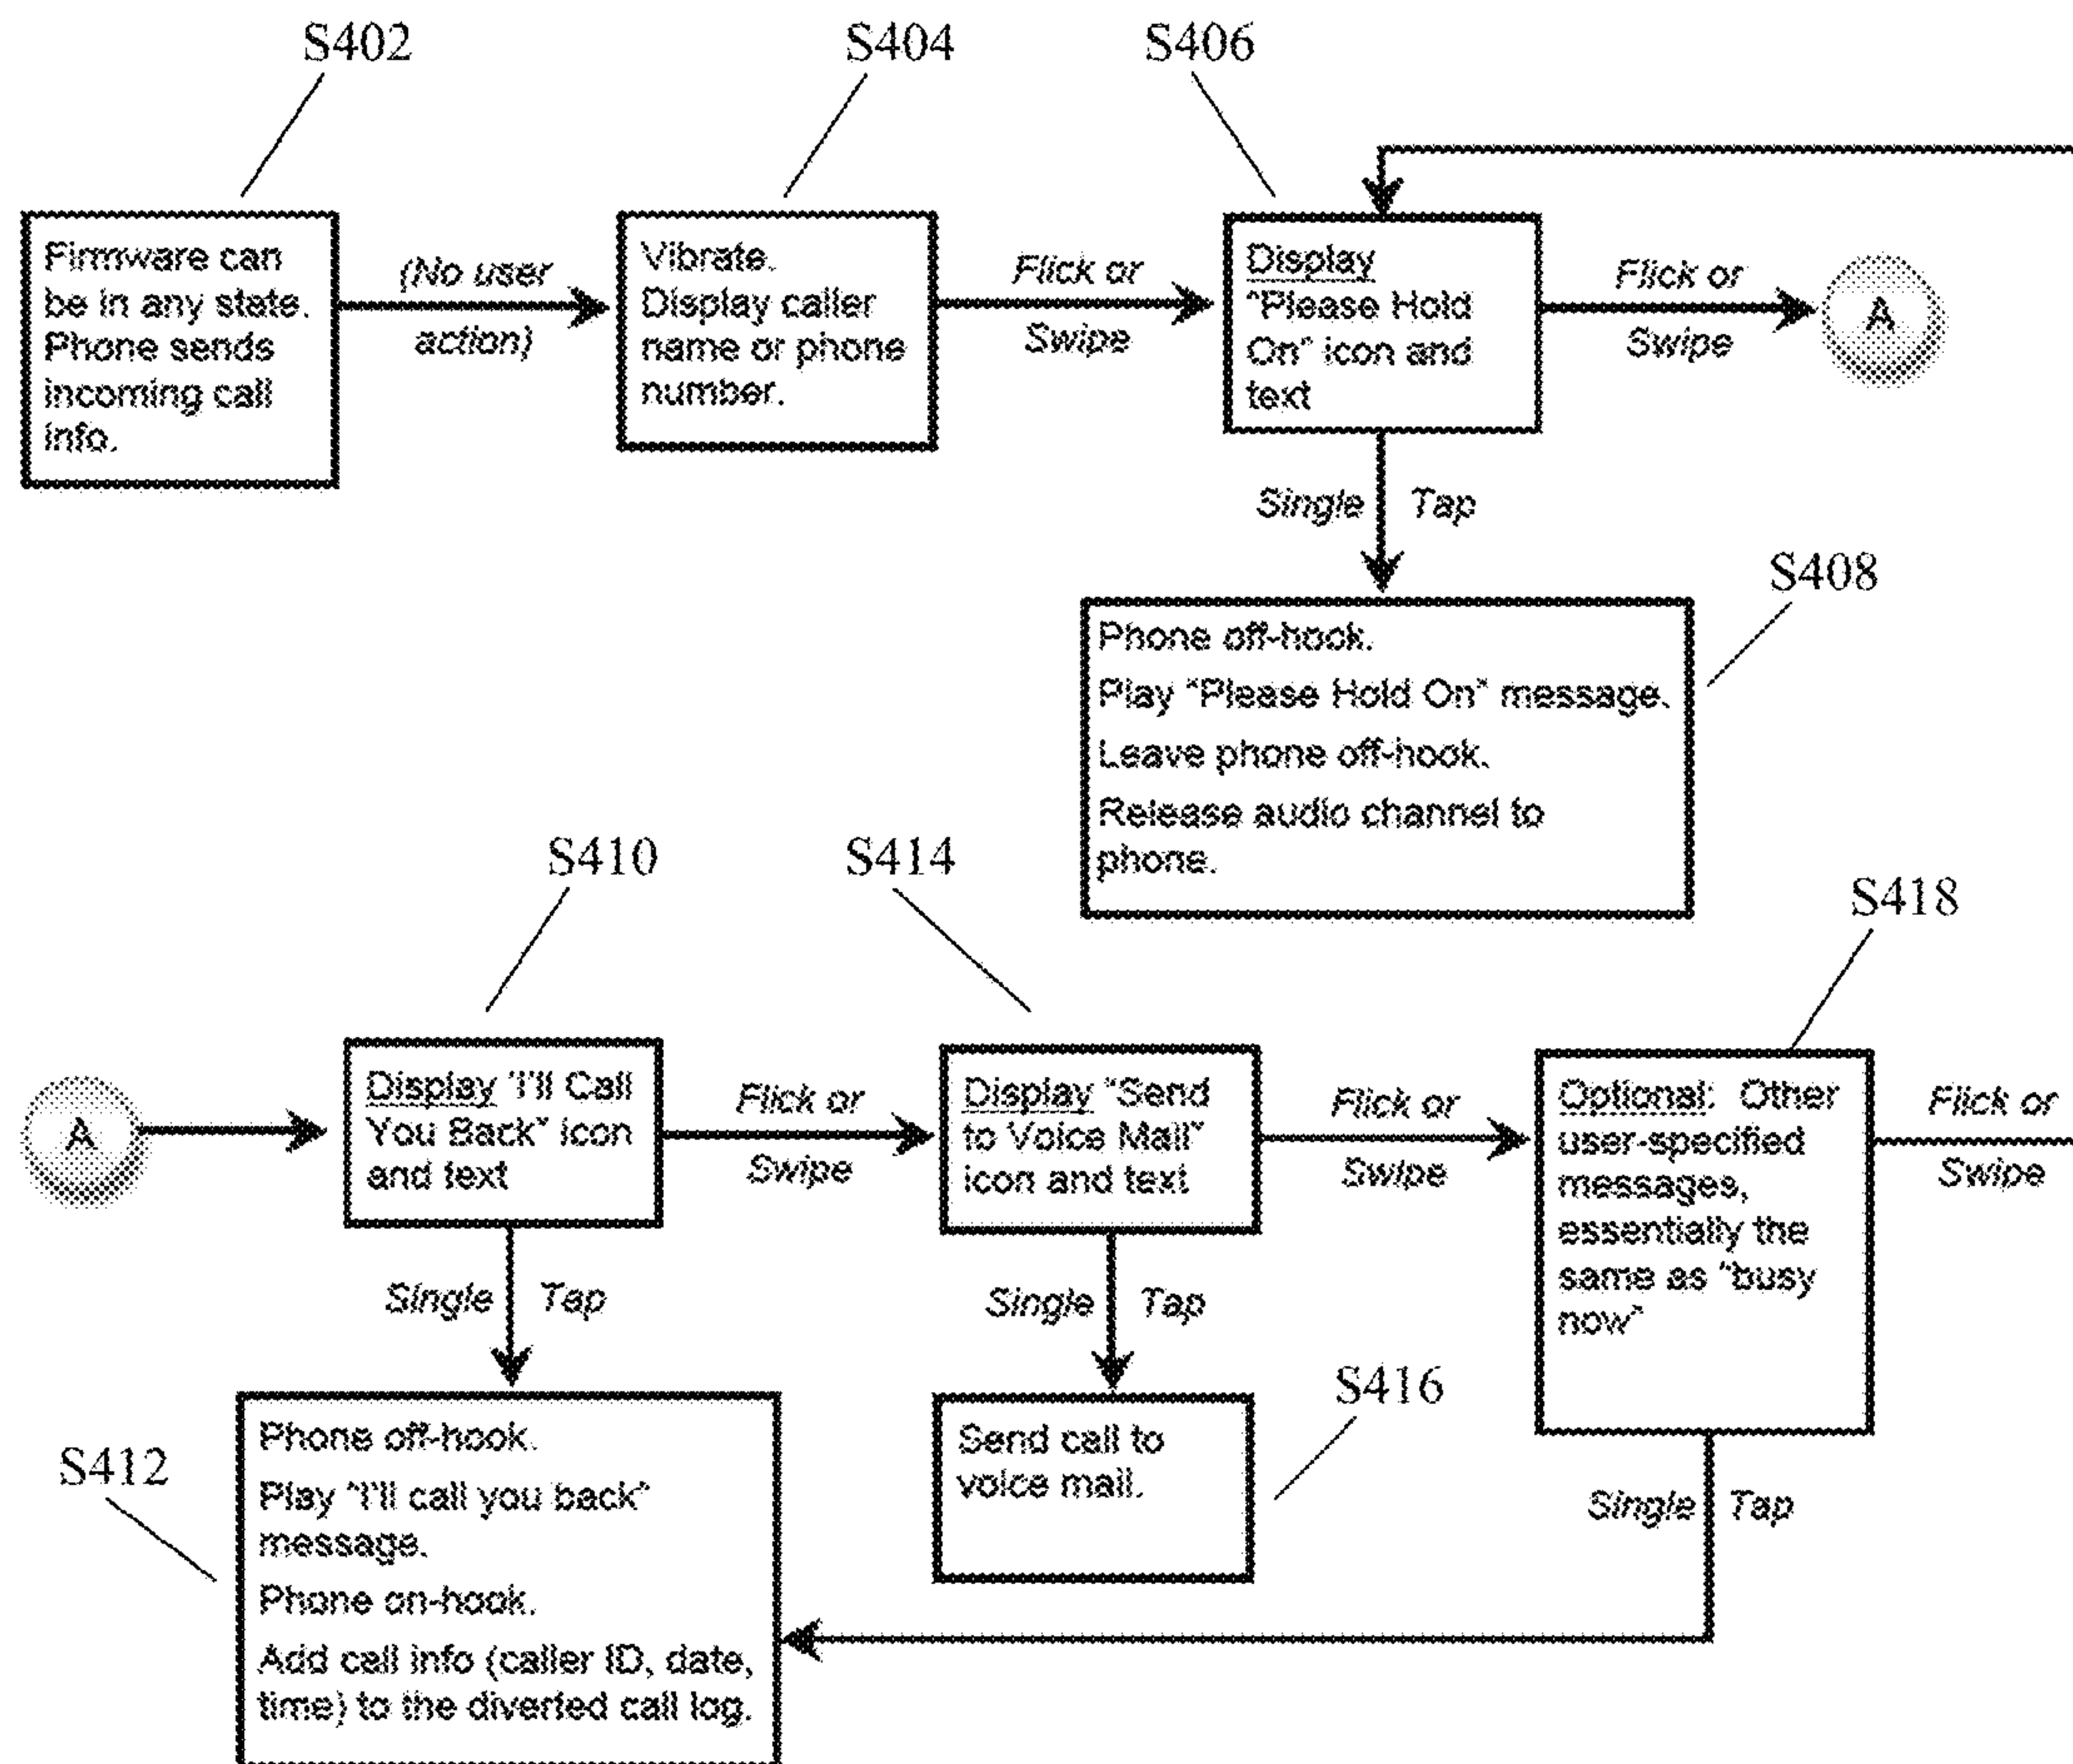 S402
S404
S406
Firmware can
be in any state.
Phone sends
incoming call
info.
(No user
action)
Vibrate.
Display caller
name or phone
number.
Flick or
Swipe
Display
"Please Hold
On" icon and
text
Flick or
Swipe
A
Single Tap
S408
Phone off-hook.
Play "Please Hold On" message.
Leave phone off-hook.
Release audio channel to
phone.
S410
S414
S418
A
Display "I'll Call
You Back" icon
and text
Flick or
Swipe
Display "Send
to Voice Mail"
icon and text
Flick or
Swipe
Optional: Other
user-specified
messages,
essentially the
same as "busy
now"
Flick or
Swipe
Single Tap
Single Tap
Single Tap
S412
Phone off-hook.
Play "I'll call you back"
message.
Phone on-hook.
Add call info (caller ID, date,
time) to the diverted call log.
S416
Send call to
voice mail.